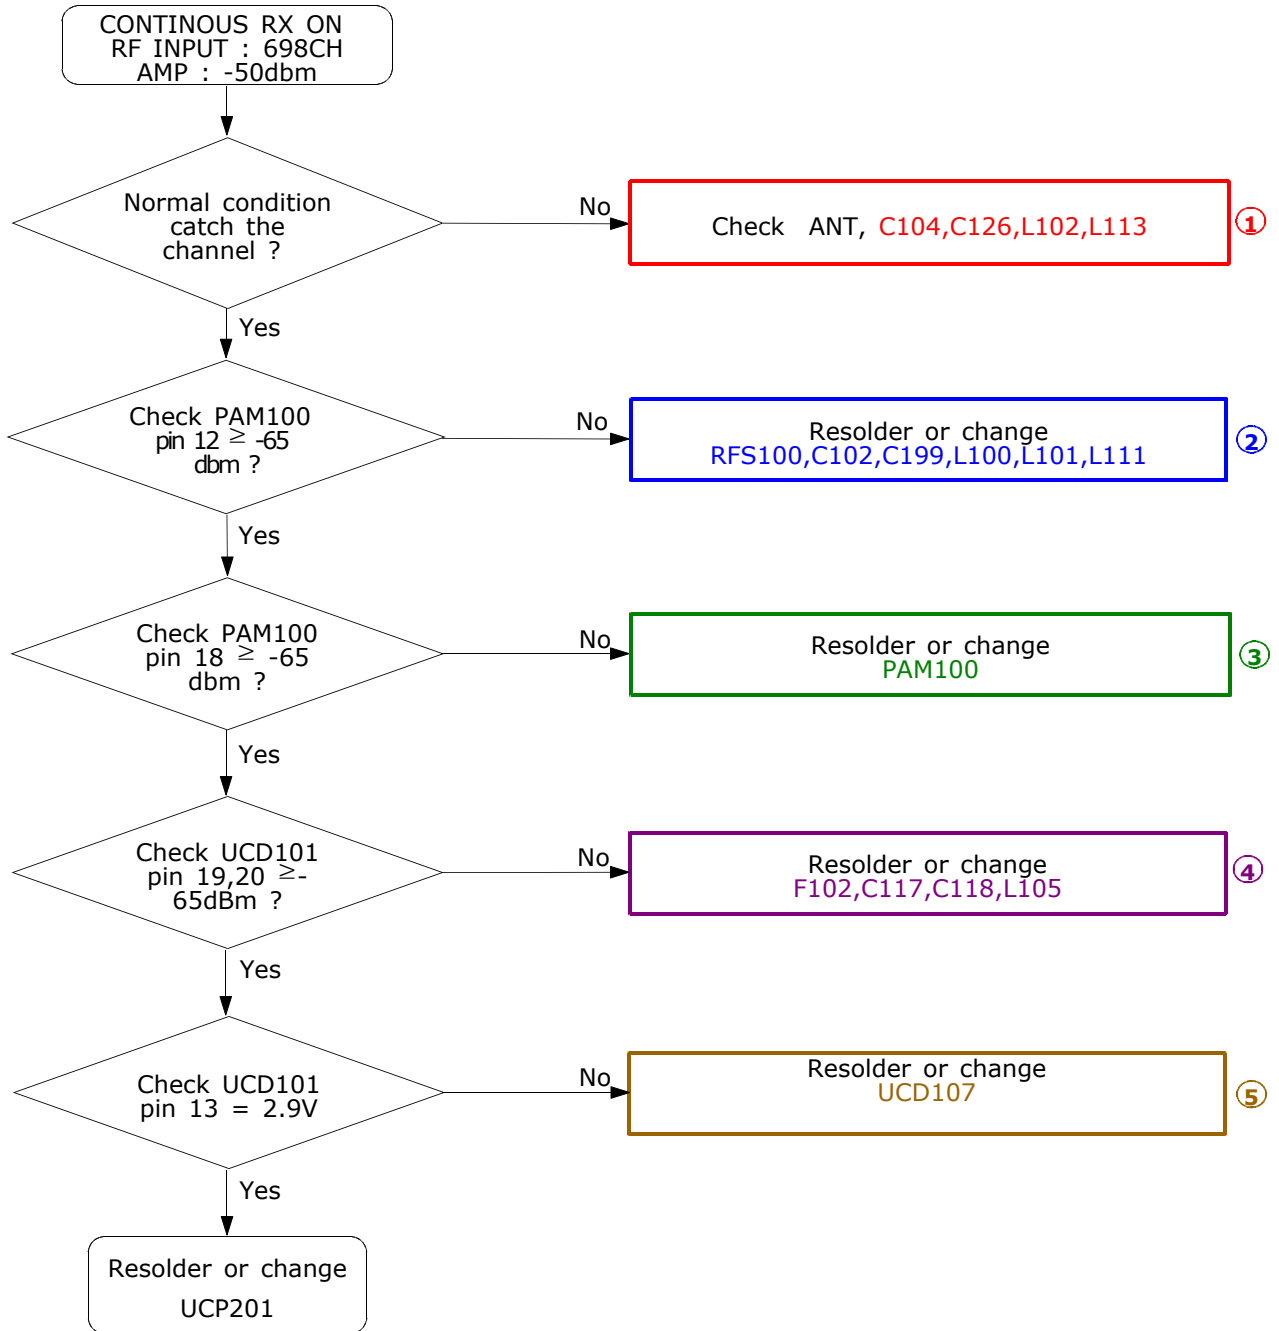 CONTINOUS RX ON
RF INPUT : 698CH
AMP : -50dbm
Normal condition
catch the
channel ?
No
Check ANT, C104,C126,L102,L113
1
Yes
Check PAM100
pin 12 ≥ -65
dbm ?
No
Resolder or change
RFS100,C102,C199,L100,L101,L111
2
Yes
Check PAM100
pin 18 ≥ -65
dbm ?
No
Resolder or change
PAM100
3
Yes
Check UCD101
pin 19,20 ≥-
65dBm ?
No
Resolder or change
F102,C117,C118,L105
4
Yes
Check UCD101
pin 13 = 2.9V
No
Resolder or change
UCD107
5
Yes
Resolder or change
UCP201